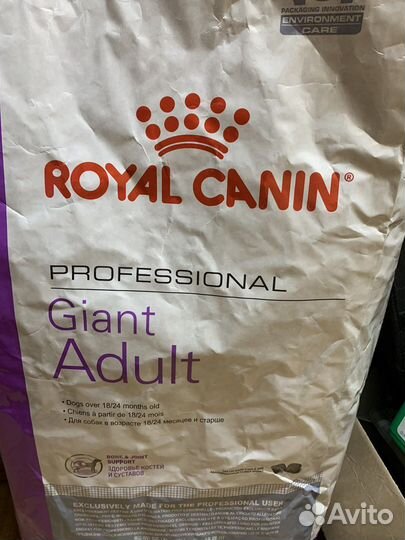 PACKAGING INNOVATION
ENVIRONMENT
CARE
ROYAL CANIN®
PROFESSIONAL
Giant
Adult
• Dogs over 18/24 months old
• Chiens à partir de 18/24 mois
• Для собак в возрасте 18/24 месяцев и старше
BONE & JOINT
SUPPORT
ЗДОРОВЬЕ КОСТЕЙ
И СУСТАВОВ
EXCLUSIVELY MADE FOR THE PROFESSIONAL USER
Avito